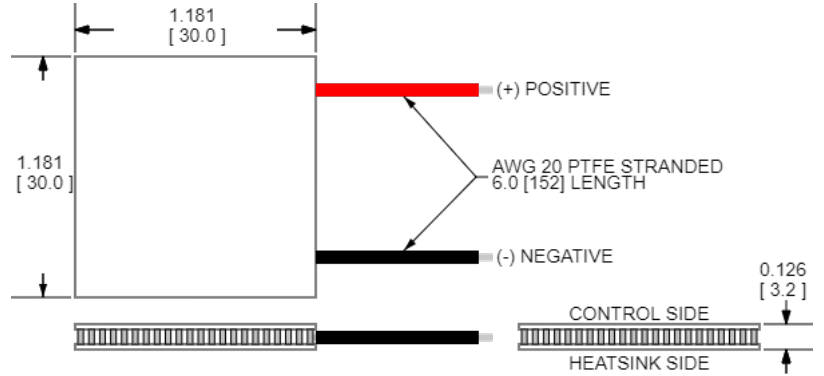 1.181
[ 30.0 ]
(+) POSITIVE
1.181
[ 30.0 ]
AWG 20 PTFE STRANDED
6.0 [152] LENGTH
(-) NEGATIVE
0.126
[ 3.2 ]
CONTROL SIDE
HEATSINK SIDE